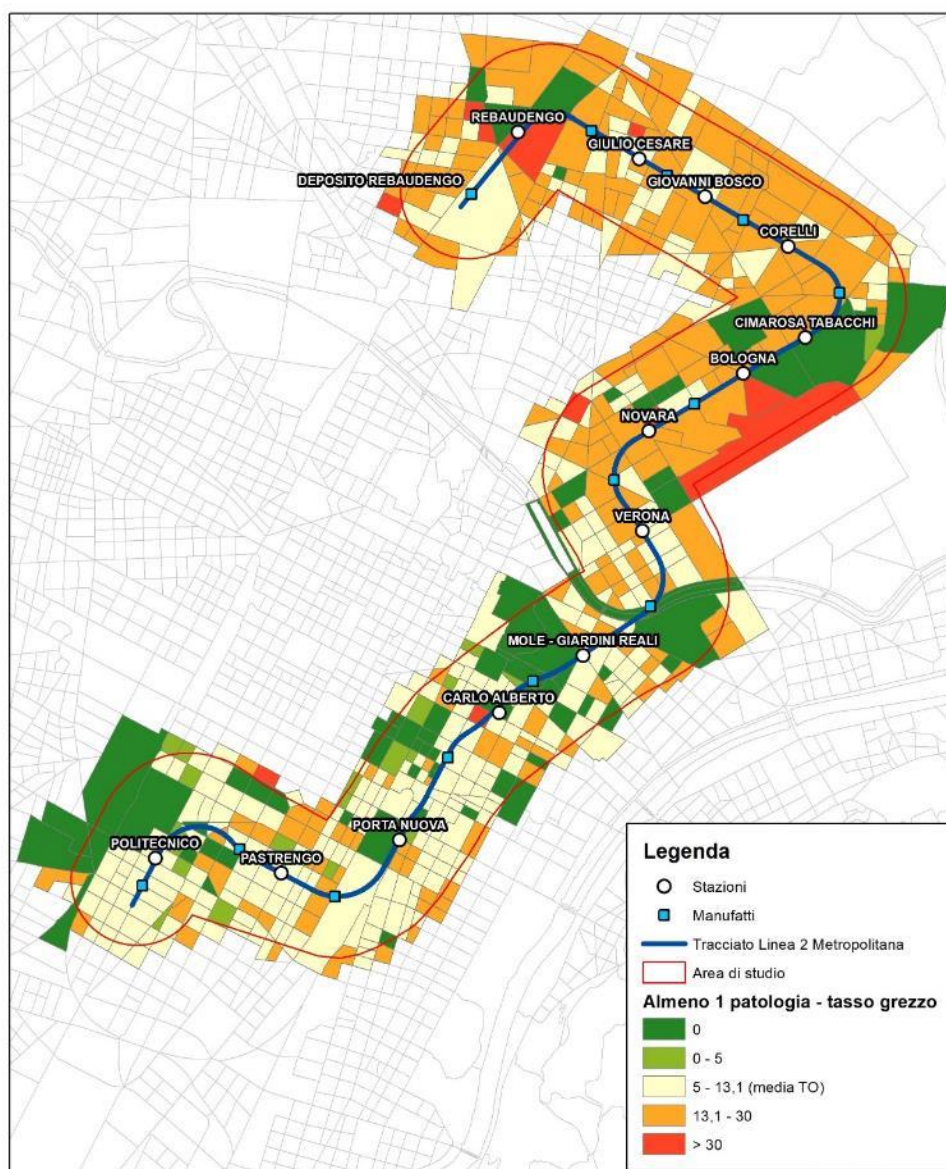 REBAUDENGO
GIULIO CESARE
DEPOSITO REBAUDENGO
GIOVANNI BOSCO
CORELLI
CIMAROSA TABACCHI
BOLOGNA
NOVARA
VERONA
MOLE - GIARDINI REALI
CARLO ALBERTO
PORTA NUOVA
POLITECNICO
PASTRENGO
Legenda
Stazioni
Manufatti
Tracciato Linea 2 Metropolitana
Area di studio
Almeno 1 patologia - tasso grezzo
0
0 - 5
5 - 13,1 (media TO)
13,1 - 30
> 30